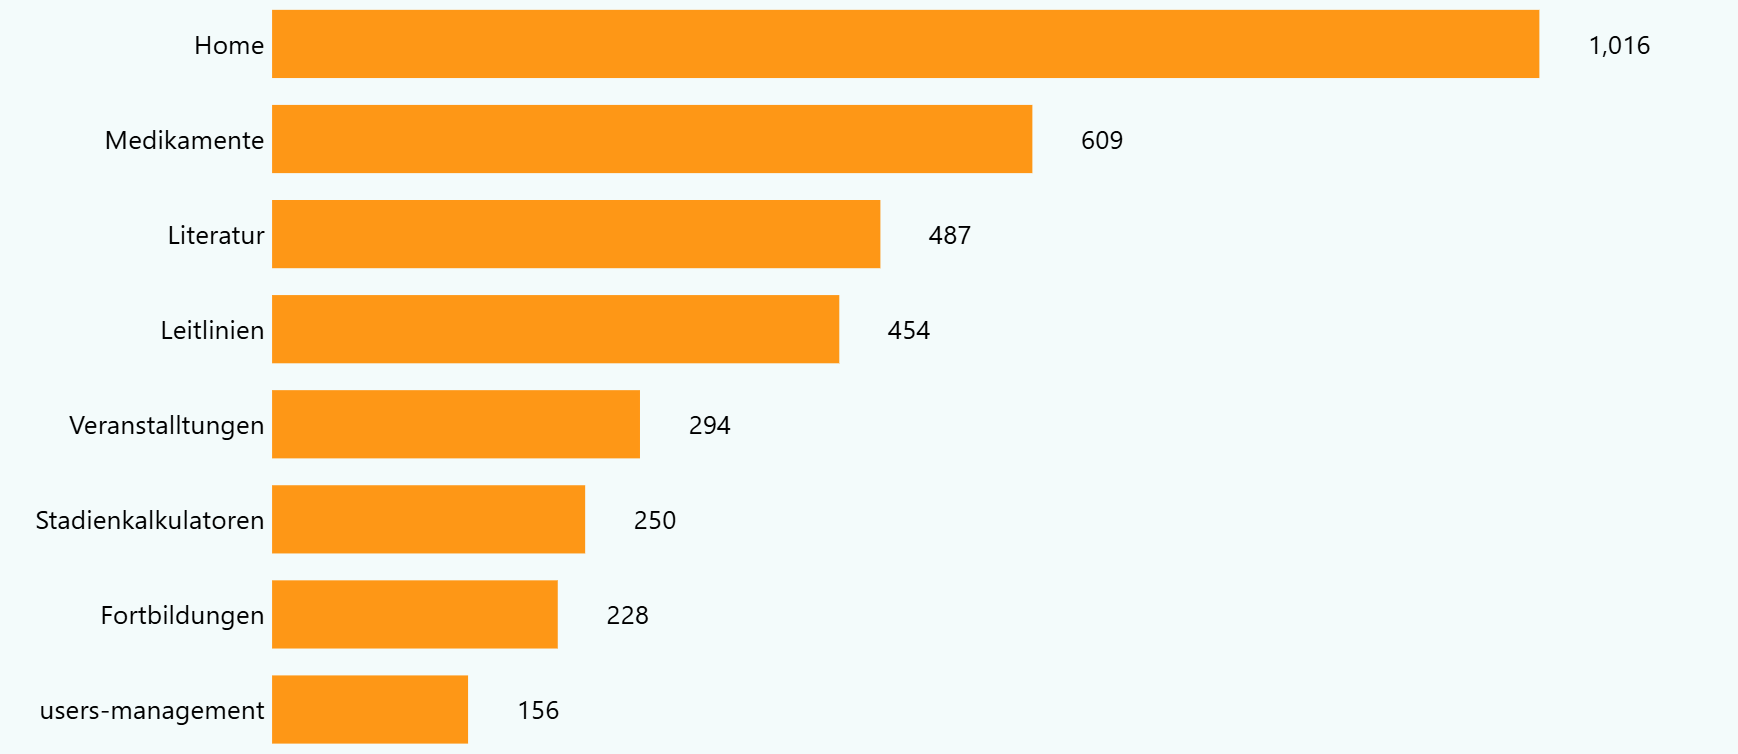 Home 1,016
Medikamente 609
Literatur 487
Leitlinien 454
Veranstalltungen 294
Stadienkalkulatoren 250
Fortbildungen 228
users-management 156